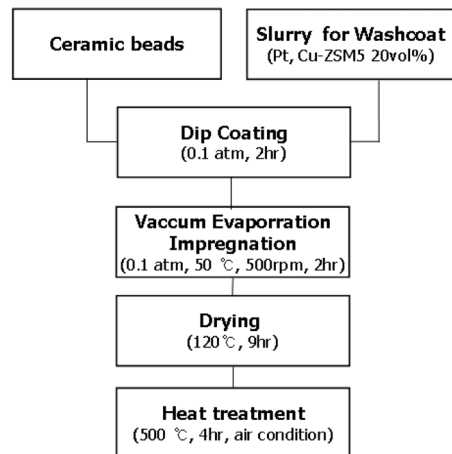 Ceramic beads
Slurry for Washcoat
(Pt, Cu-ZSM5 20vol%)
Dip Coating
(0.1 atm, 2hr)
Vaccum Evaporration
Impregnation
(0.1 atm, 50 ℃, 500rpm, 2hr)
Drying
(120℃, 9hr)
Heat treatment
(500 ℃, 4hr, air condition)